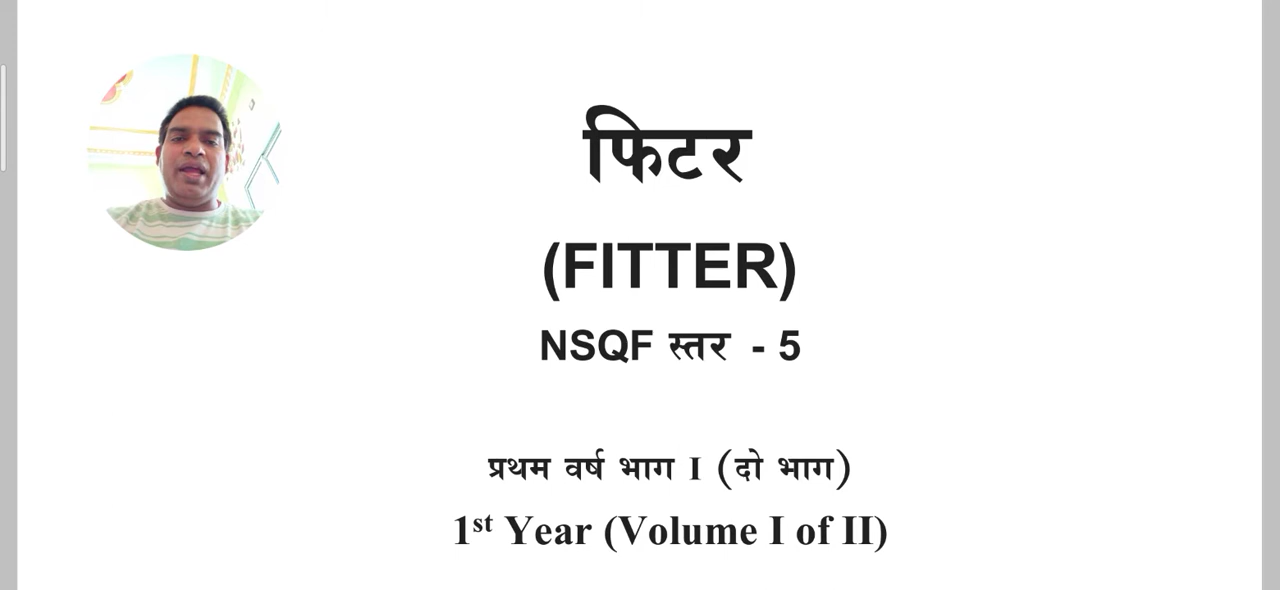 फिटर
(FITTER)
NSQF स्तर - 5
प्रथम वर्ष भाग I (दो भाग)
1st Year (Volume I of II)